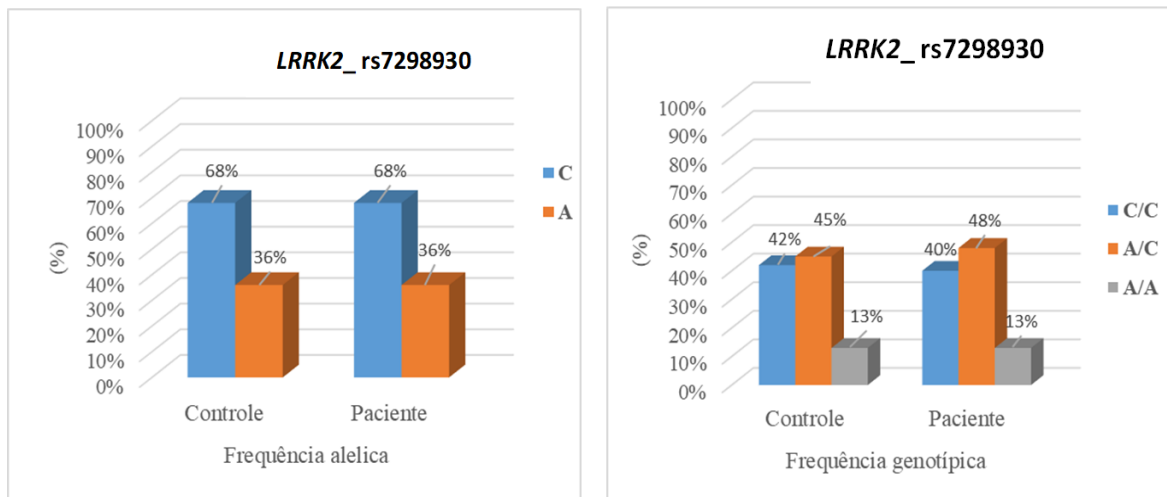 LRRK2_ rs7298930
100%
90%
80%
70%
60%
50%
40%
30%
20%
10%
0%
(%)
68%
36%
68%
36%
Controle
Paciente
Frequência alelica
C
A
LRRK2_ rs7298930
100%
90%
80%
70%
60%
50%
40%
30%
20%
10%
0%
(%)
42%
45%
13%
40%
48%
13%
Controle
Paciente
Frequência genotípica
C/C
A/C
A/A